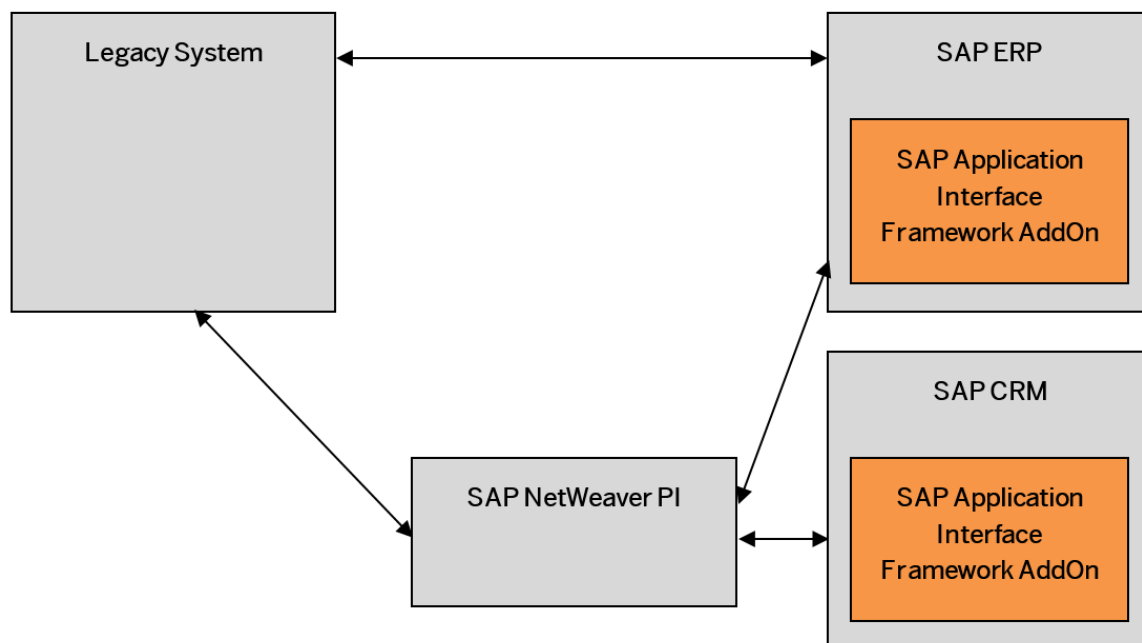 Legacy System
SAP ERP
SAP Application
Interface
Framework AddOn
SAP CRM
SAP NetWeaver PI
SAP Application
Interface
Framework AddOn